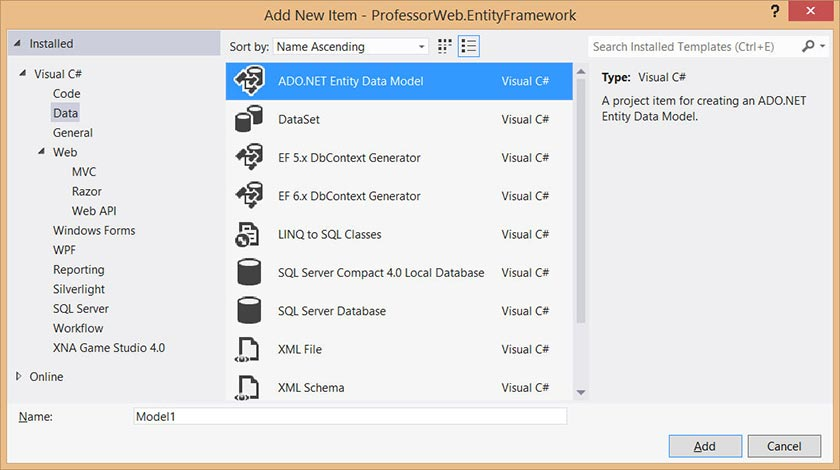 Add New Item - ProfessorWeb.EntityFramework
?
Installed
Sort by: Name Ascending
Search Installed Templates (Ctrl+E)
Visual C#
Code
Data
General
Web
MVC
Razor
Web API
Windows Forms
WPF
Reporting
Silverlight
SQL Server
Workflow
XNA Game Studio 4.0
Online
ADO.NET Entity Data Model Visual C#
DataSet Visual C#
EF 5.x DbContext Generator Visual C#
EF 6.x DbContext Generator Visual C#
LINQ to SQL Classes Visual C#
SQL Server Compact 4.0 Local Database Visual C#
SQL Server Database Visual C#
XML File Visual C#
XML Schema Visual C#
Type: Visual C#
A project item for creating an ADO.NET
Entity Data Model.
Name: Model1
Add Cancel